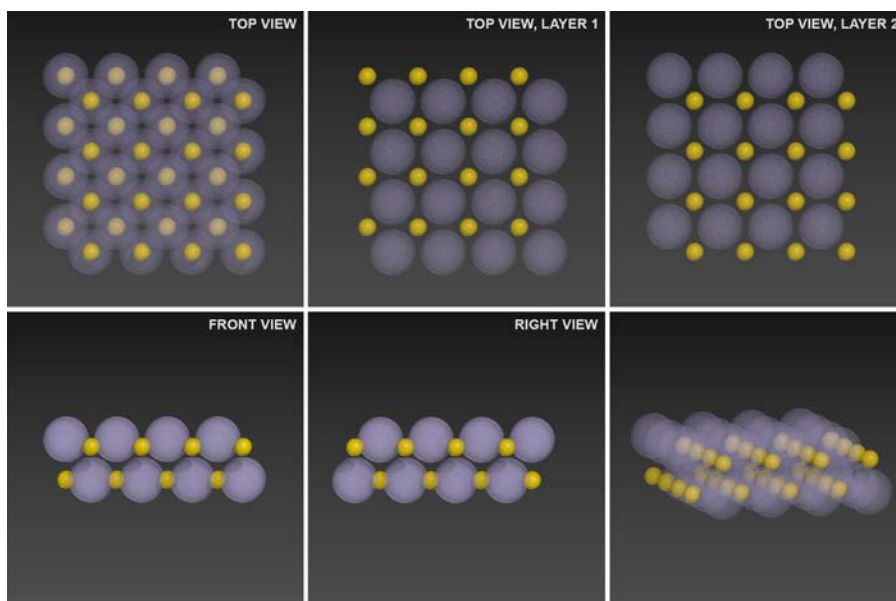 TOP VIEW
TOP VIEW, LAYER 1
TOP VIEW, LAYER 2
FRONT VIEW
RIGHT VIEW